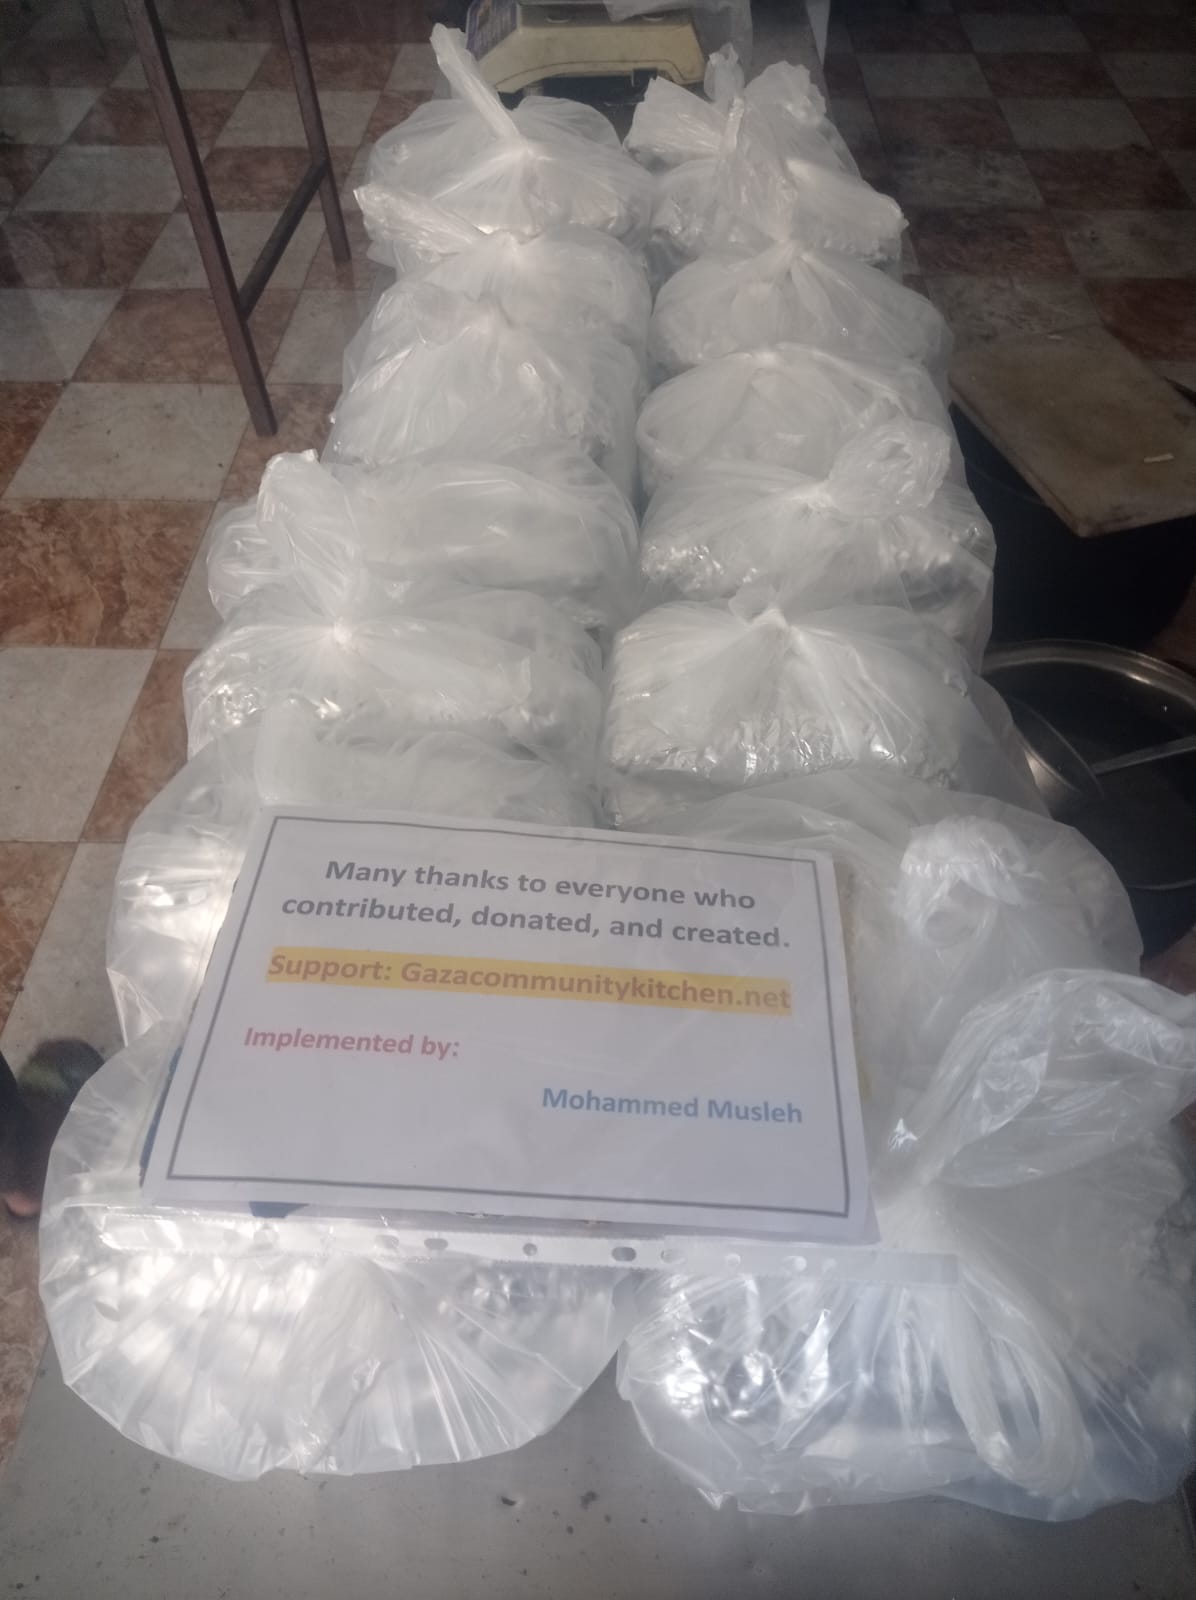 Many thanks to everyone who
contributed, donated, and created.
Support: Gazacommunitykitchen.net
Implemented by:
Mohammed Musleh